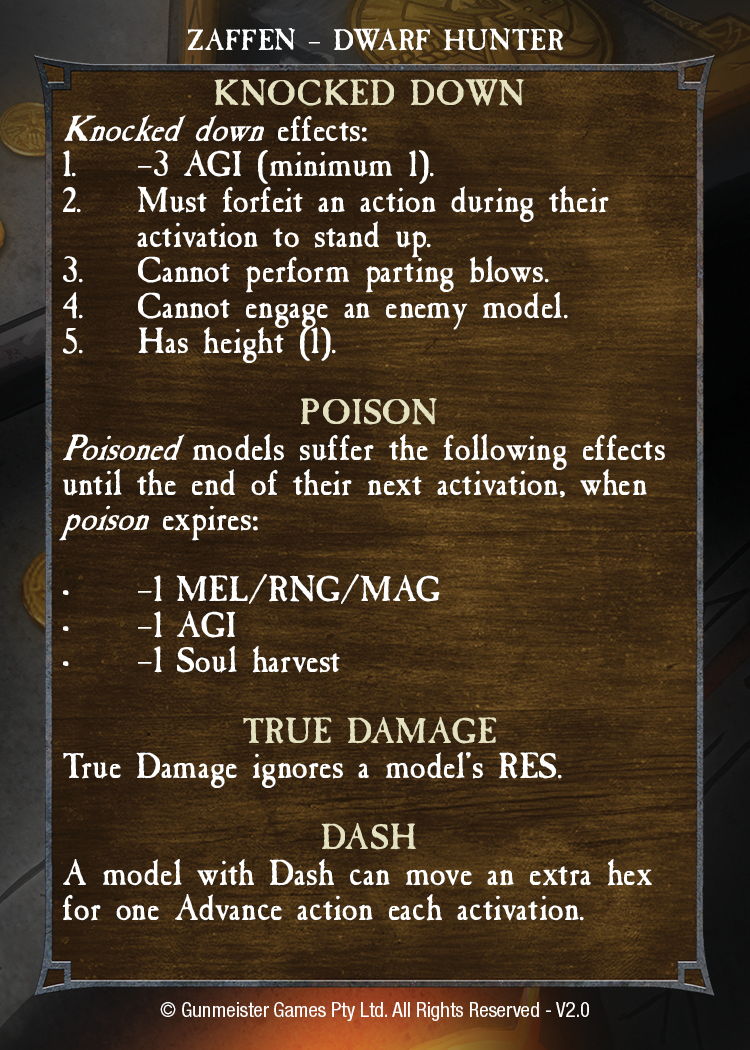 ZAFFEN – DWARF HUNTER
KNOCKED DOWN
Knocked down effects:
1. –3 AGI (minimum 1).
2. Must forfeit an action during their
activation to stand up.
3. Cannot perform parting blows.
4. Cannot engage an enemy model.
5. Has height (1).
POISON
Poisoned models suffer the following effects
until the end of their next activation, when
poison expires:
• –1 MEL/RNG/MAG
• –1 AGI
• –1 Soul harvest
TRUE DAMAGE
True Damage ignores a model's RES.
DASH
A model with Dash can move an extra hex
for one Advance action each activation.
© Gunmeister Games Pty Ltd. All Rights Reserved - V2.0